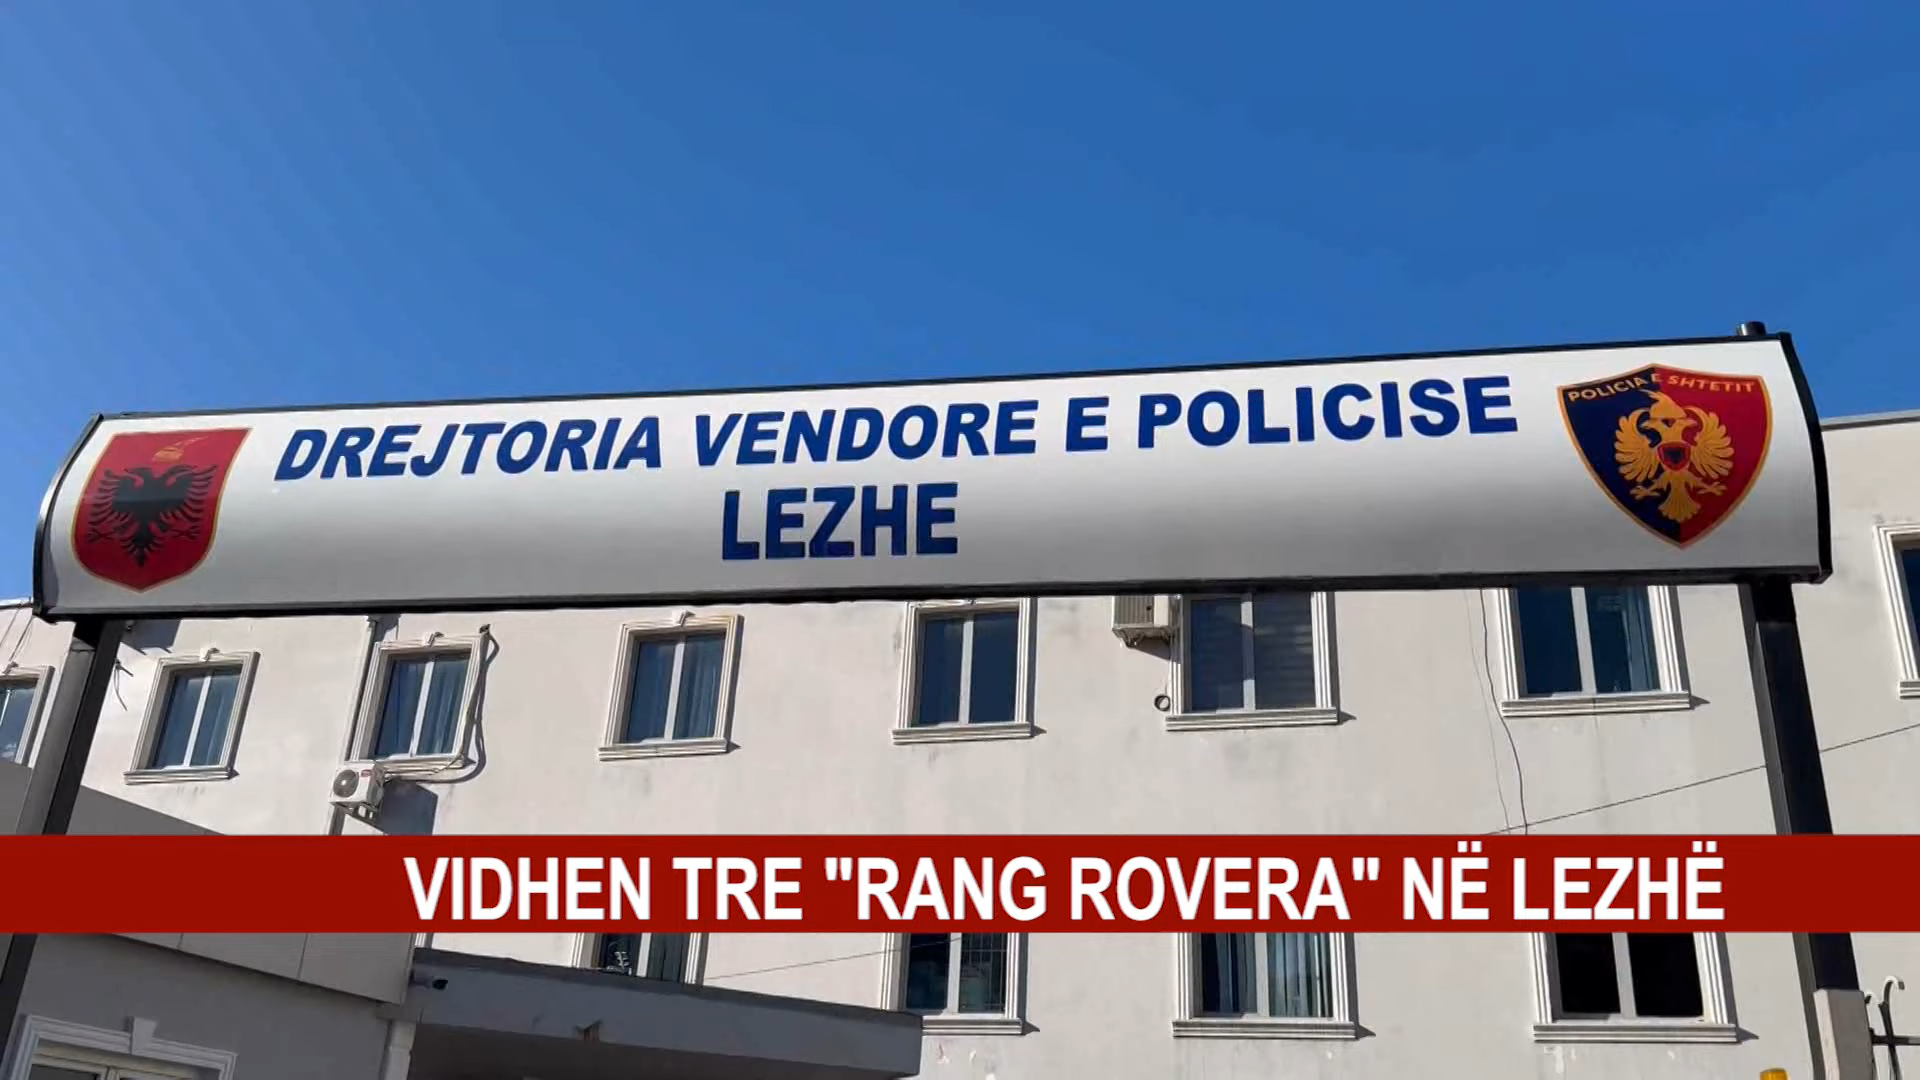 DREJTORIA VENDORE E POLICISE
LEZHE
POLICIA E SHTETIT
VIDHEN TRE "RANG ROVERA" NË LEZHË